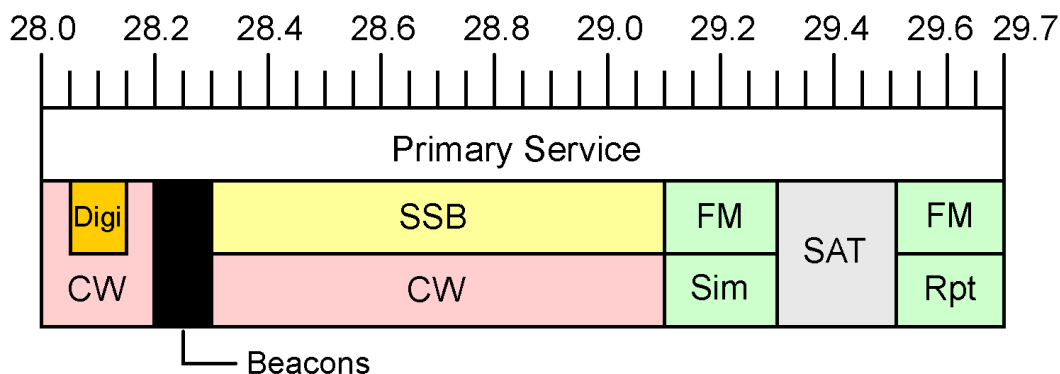 28.0 28.2 28.4 28.6 28.8 29.0 29.2 29.4 29.6 29.7
Primary Service
Digi SSB FM SAT FM
CW CW Sim Rpt
Beacons